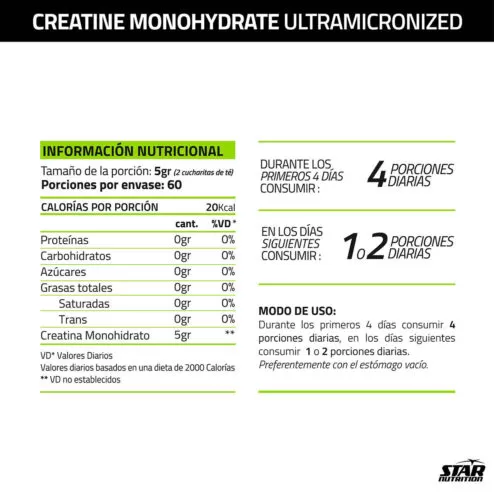 CREATINE MONOHYDRATE ULTRAMICRONIZED
INFORMACIÓN NUTRICIONAL
Tamaño de la porción: 5gr (2 cucharitas de té)
Porciones por envase: 60
CALORÍAS POR PORCIÓN 20Kcal
cant. %VD *
Proteínas 0gr 0%
Carbohidratos 0gr 0%
Azúcares 0gr 0%
Grasas totales 0gr 0%
Saturadas 0gr 0%
Trans 0gr 0%
Creatina Monohidrato 5gr **
VD* Valores Diarios
Valores diarios basados en una dieta de 2000 Calorías
** VD no establecidos
DURANTE LOS
PRIMEROS 4 DÍAS
CONSUMIR :
4 PORCIONES
DIARIAS
EN LOS DÍAS
SIGUIENTES
CONSUMIR :
1 o 2 PORCIONES
DIARIAS
MODO DE USO:
Durante los primeros 4 días consumir 4
porciones diarias, en los días siguientes
consumir 1 o 2 porciones diarias.
Preferentemente con el estómago vacío.
STAR
NUTRITION